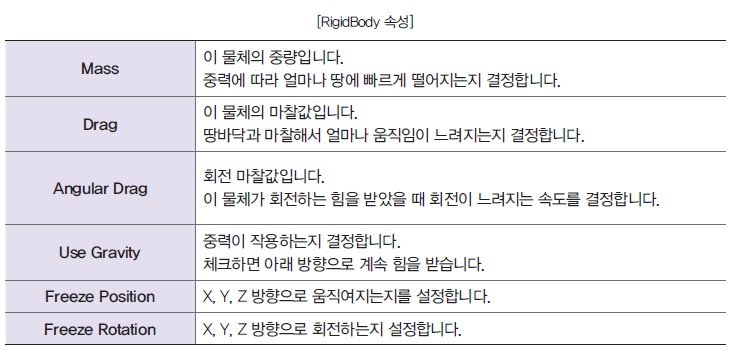 [RigidBody 속성]
Mass
이 물체의 중량입니다.
중력에 따라 얼마나 땅에 빠르게 떨어지는지 결정합니다.
Drag
이 물체의 마찰값입니다.
땅바닥과 마찰해서 얼마나 움직임이 느려지는지 결정합니다.
Angular Drag
회전 마찰값입니다.
이 물체가 회전하는 힘을 받았을 때 회전이 느려지는 속도를 결정합니다.
Use Gravity
중력이 작용하는지 결정합니다.
체크하면 아래 방향으로 계속 힘을 받습니다.
Freeze Position
X, Y, Z 방향으로 움직여지는지를 설정합니다.
Freeze Rotation
X, Y, Z 방향으로 회전하는지 설정합니다.